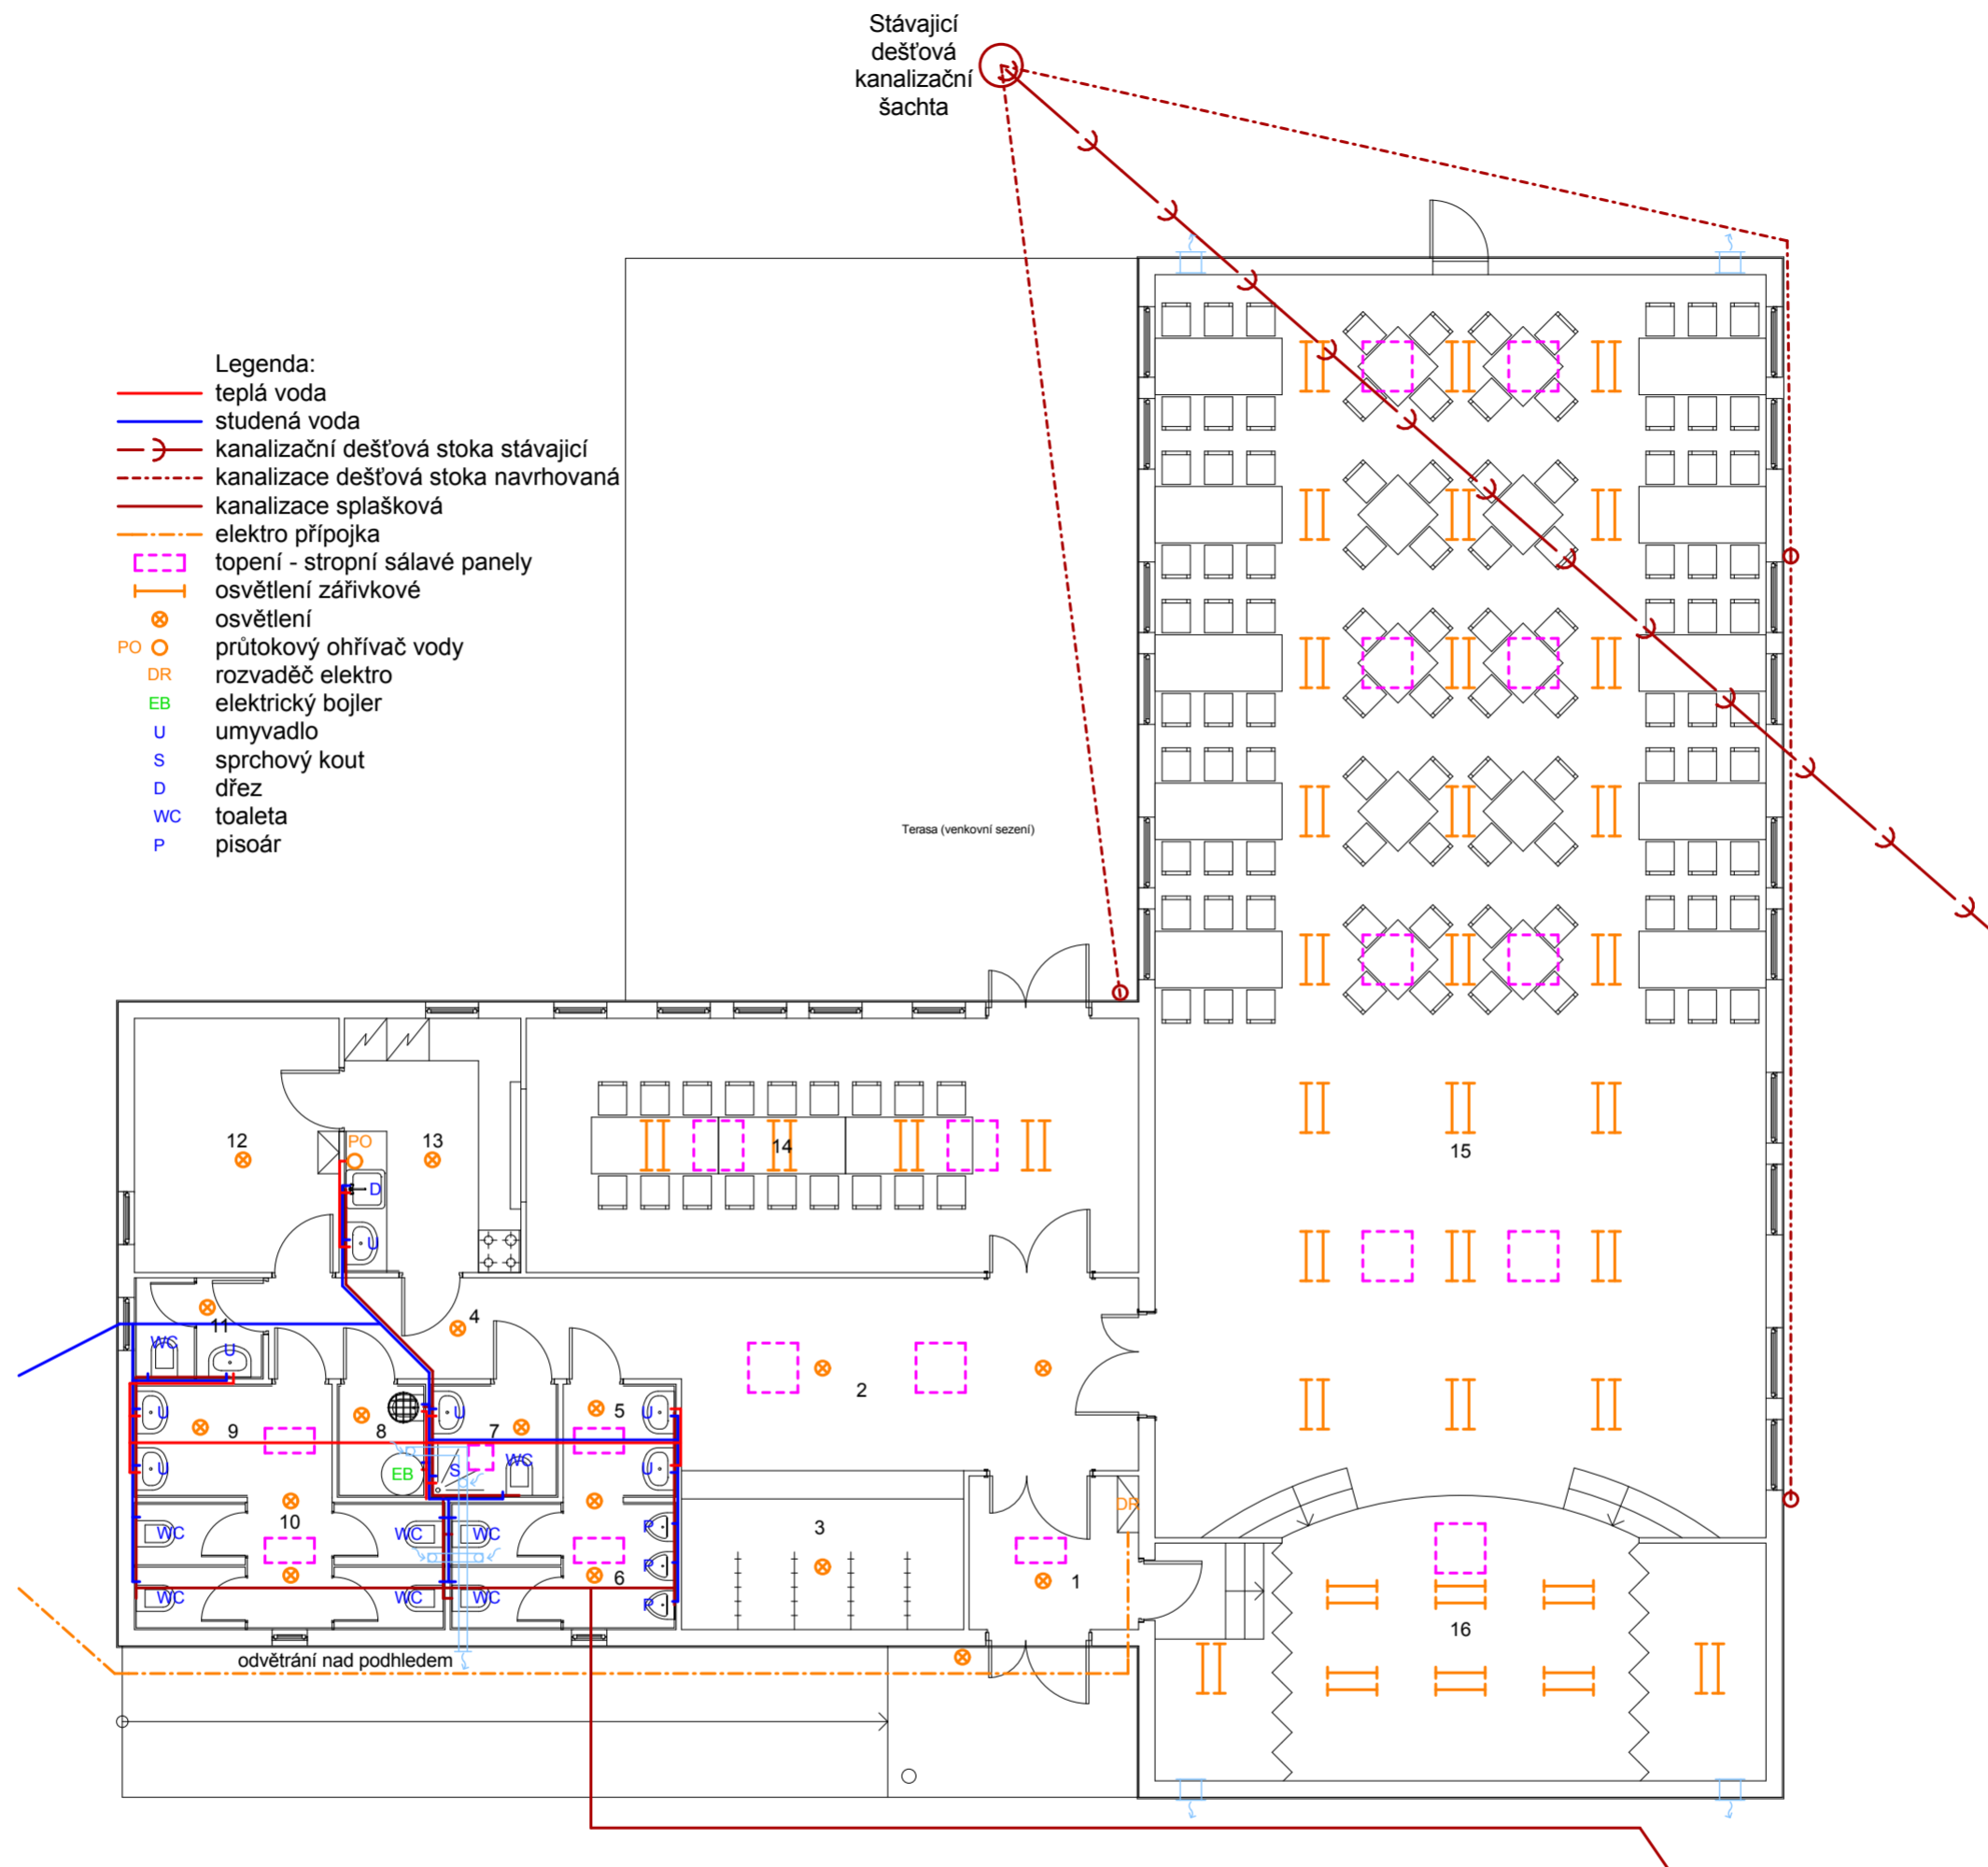 Stávajicí
dešťová
kanalizační
šachta
Legenda:
teplá voda
studená voda
kanalizační dešťová stoka stávajicí
kanalizace dešťová stoka navrhovaná
kanalizace splašková
elektro přípojka
topení - stropní sálavé panely
osvětlení zářivkové
osvětlení
PO průtokový ohřívač vody
DR rozvaděč elektro
EB elektrický bojler
U umyvadlo
S sprchový kout
D dřez
WC toaleta
P pisoár
Terasa (venkovní sezení)
12 PO 13 14 15
D
U
4
11
WC U
2
U U 5 U
9 8 7
U EB S WC U
10 3 DR
WC WC WC P
P
6 1
WC WC WC P
16
odvětrání nad podhledem